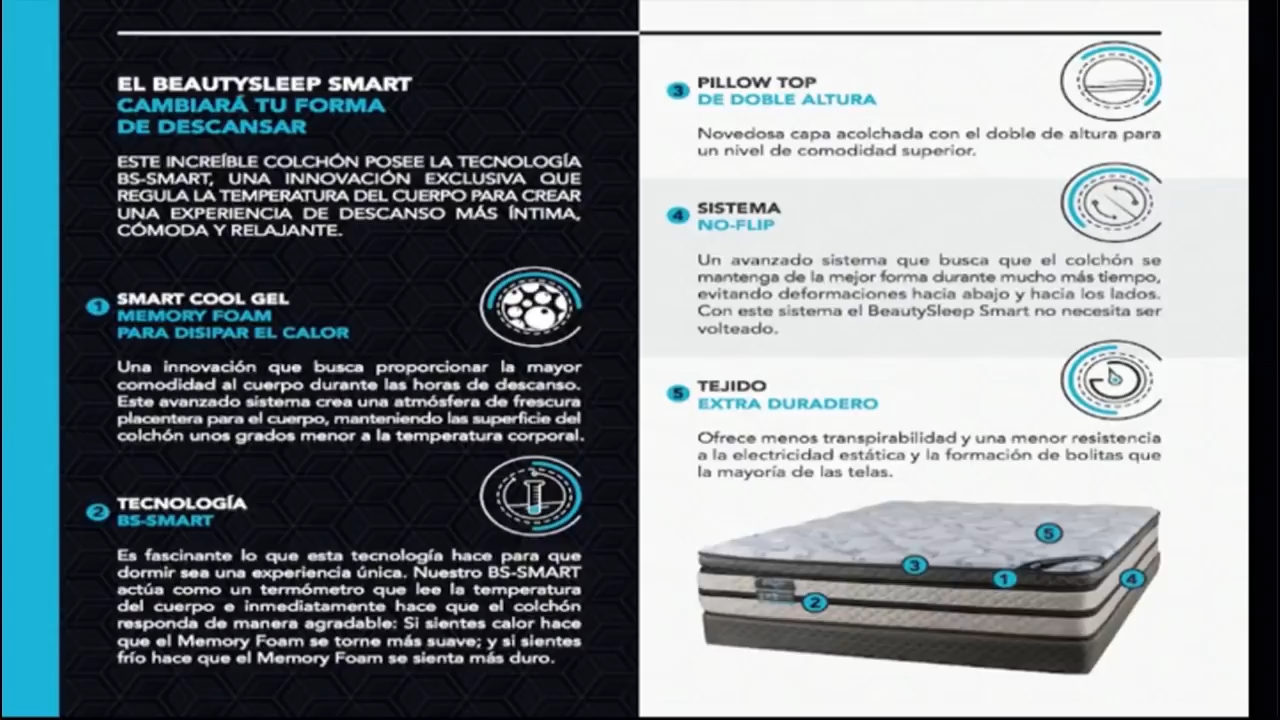 EL BEAUTYSLEEP SMART
CAMBIARÁ TU FORMA
DE DESCANSAR
ESTE INCREÍBLE COLCHÓN POSEE LA TECNOLOGÍA
BS-SMART, UNA INNOVACIÓN EXCLUSIVA QUE
REGULA LA TEMPERATURA DEL CUERPO PARA CREAR
UNA EXPERIENCIA DE DESCANSO MÁS ÍNTIMA,
CÓMODA Y RELAJANTE.
1 SMART COOL GEL
MEMORY FOAM
PARA DISIPAR EL CALOR
Una innovación que busca proporcionar la mayor
comodidad al cuerpo durante las horas de descanso.
Este avanzado sistema crea una atmósfera de frescura
placentera para el cuerpo, manteniendo las superficie del
colchón unos grados menor a la temperatura corporal.
2 TECNOLOGÍA
BS-SMART
Es fascinante lo que esta tecnología hace para que
dormir sea una experiencia única. Nuestro BS-SMART
actúa como un termómetro que lee la temperatura
del cuerpo e inmediatamente hace que el colchón
responda de manera agradable: Si sientes calor hace
que el Memory Foam se torne más suave; y si sientes
frío hace que el Memory Foam se sienta más duro.
3 PILLOW TOP
DE DOBLE ALTURA
Novedosa capa acolchada con el doble de altura para
un nivel de comodidad superior.
4 SISTEMA
NO-FLIP
Un avanzado sistema que busca que el colchón se
mantenga de la mejor forma durante mucho más tiempo,
evitando deformaciones hacia abajo y hacia los lados.
Con este sistema el BeautySleep Smart no necesita ser
volteado.
5 TEJIDO
EXTRA DURADERO
Ofrece menos transpirabilidad y una menor resistencia
a la electricidad estática y la formación de bolitas que
la mayoría de las telas.
5
3
1
4
2